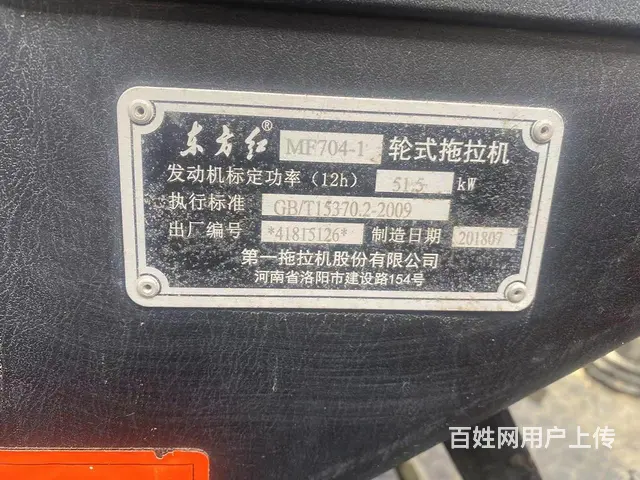 东方红® MF704-1 轮式拖拉机
发动机标定功率（12h） 51.5 kW
执行标准 GB/T15370.2-2009
出厂编号 *41815126* 制造日期 201807
第一拖拉机股份有限公司
河南省洛阳市建设路154号
百姓网用户上传